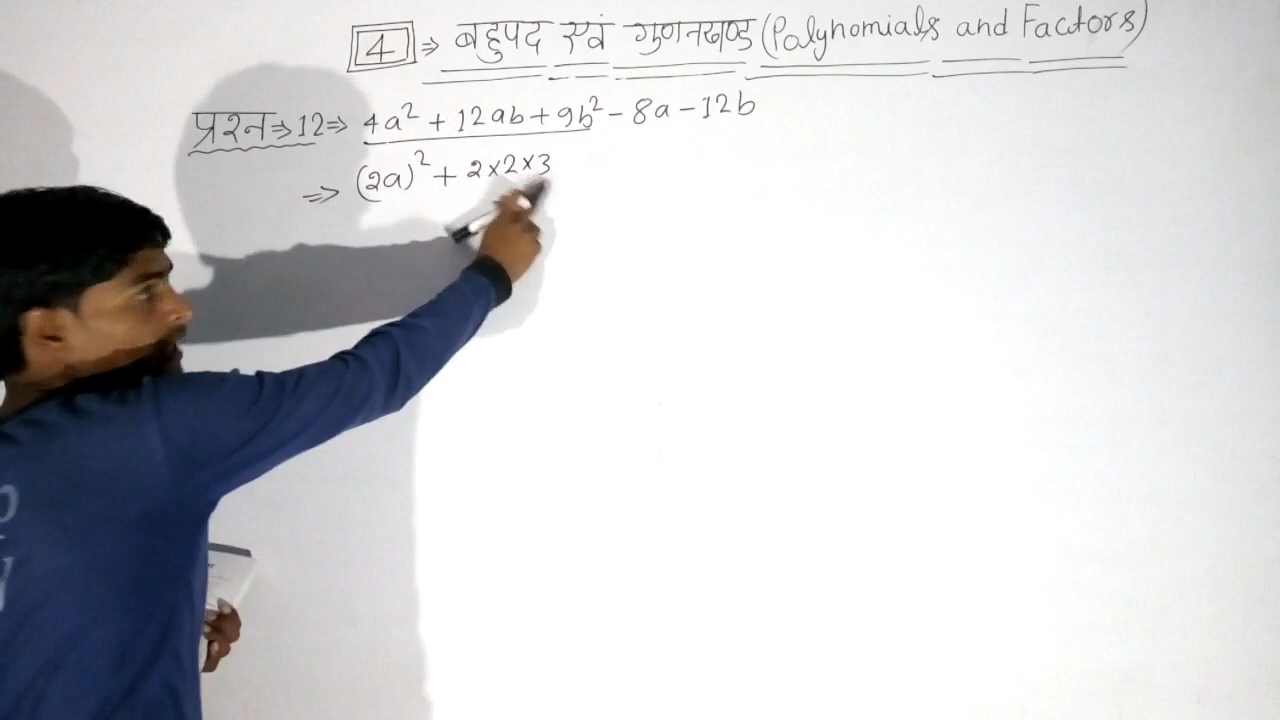 4 ⇒ बहुपद एवं गुणनखण्ड (Polynomials and Factors)
प्रश्न ⇒ 12 ⇒ 4a² + 12ab + 9b² - 8a - 12b
⇒ (2a)² + 2×2×3